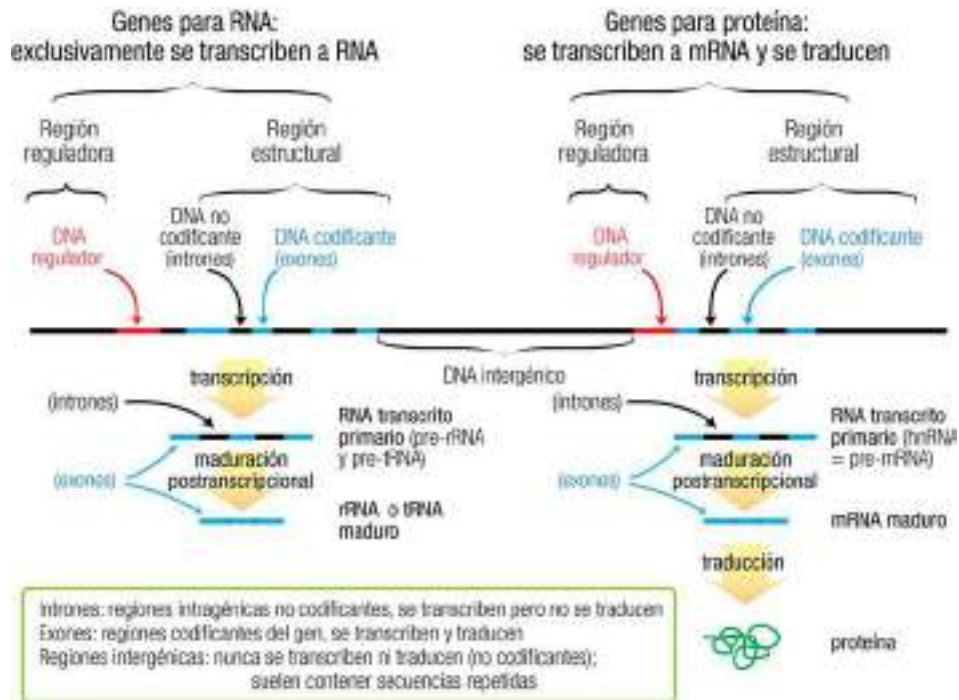 Genes para RNA:
exclusivamente se transcriben a RNA
Genes para proteína:
se transcriben a mRNA y se traducen
Región
reguladora
Región
estructural
Región
reguladora
Región
estructural
DNA
regulador
DNA no
codificante
(intrones)
DNA codificante
(exones)
DNA
regulador
DNA no
codificante
(intrones)
DNA codificante
(exones)
transcripción
DNA intergénico
transcripción
(intrones)
RNA transcrito
primario (pre-rRNA
y pre-tRNA)
(intrones)
RNA transcrito
primario (hnRNA
= pre-mRNA)
(exones)
maduración
postranscripcional
(exones)
maduración
postranscripcional
rRNA o tRNA
maduro
mRNA maduro
traducción
proteína
Intrones: regiones intragénicas no codificantes, se transcriben pero no se traducen
Exones: regiones codificantes del gen, se transcriben y traducen
Regiones intergénicas: nunca se transcriben ni traducen (no codificantes);
suelen contener secuencias repetidas